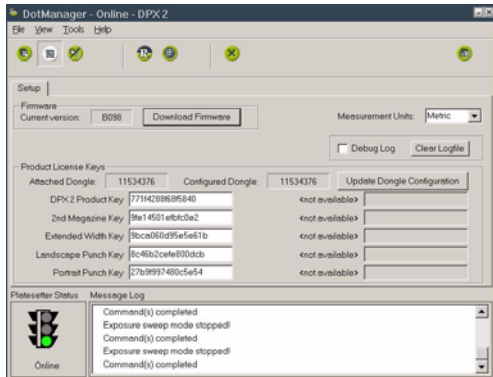 DotManager - Online - DPX 2
File View Tools Help
Setup
Firmware
Current version: B098 Download Firmware Measurement Units: Metric
Debug Log Clear Logfile
Product License Keys
Attached Dongle: 11534376 Configured Dongle: 11534376 Update Dongle Configuration
DPX 2 Product Key 771f4288f68f5840 <not available>
2nd Magazine Key 9fe14501efbfc0e2 <not available>
Extended Width Key 9bca060d95e5e61b <not available>
Landscape Punch Key 8c46b2cefe800dcb <not available>
Portrait Punch Key 27b9f997480c5e54 <not available>
Platesetter Status Message Log
Command(s) completed
Exposure sweep mode stopped!
Command(s) completed
Exposure sweep mode stopped!
Command(s) completed
Online